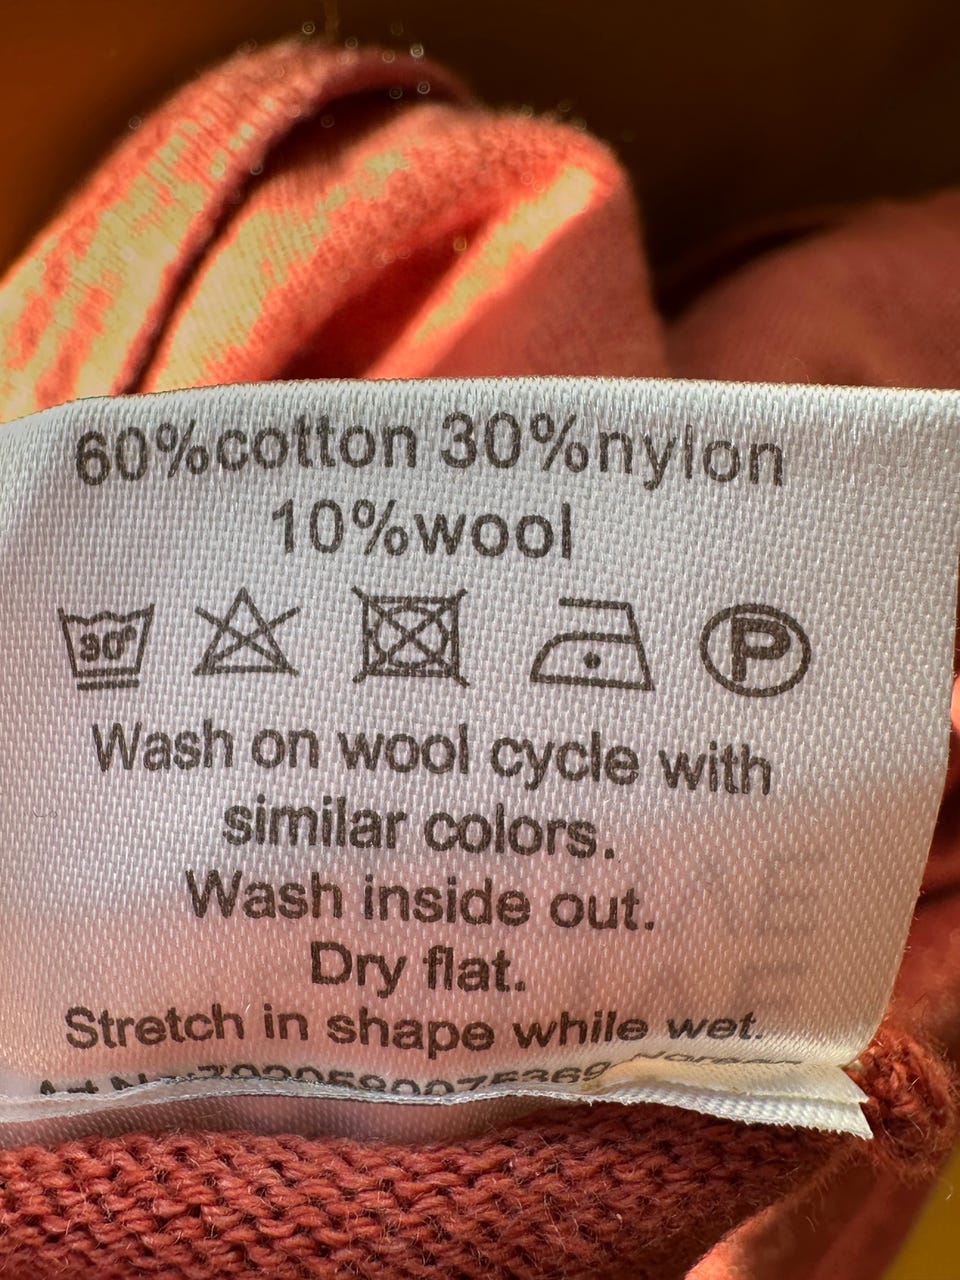 60%cotton 30%nylon
10%wool
30°
P
Wash on wool cycle with
similar colors.
Wash inside out.
Dry flat.
Stretch in shape while wet.